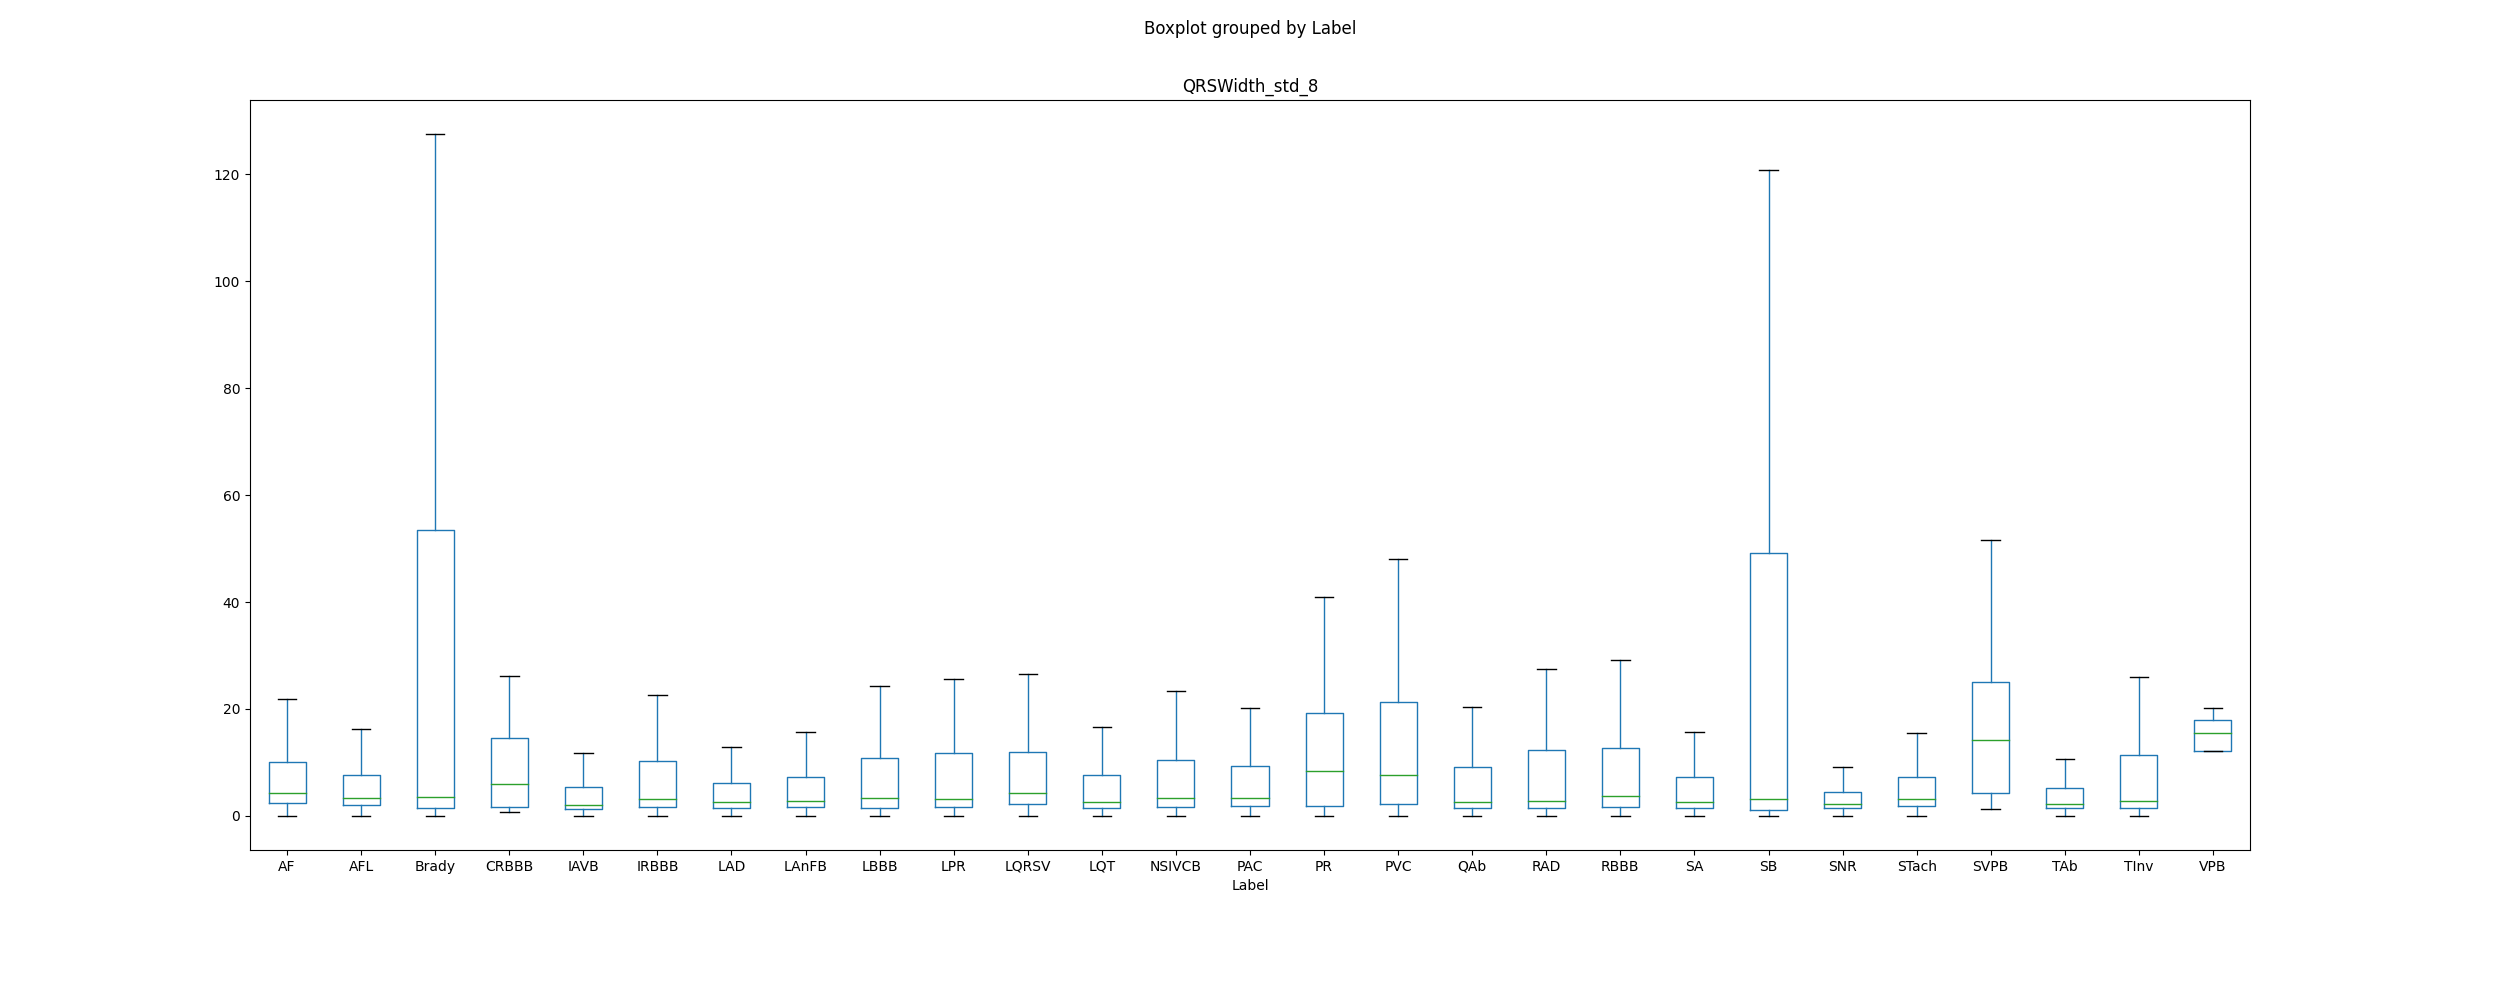 Boxplot grouped by Label
QRSWidth_std_8
120
100
80
60
40
20
0
AF AFL Brady CRBBB IAVB IRBBB LAD LAnFB LBBB LPR LQRSV LQT NSIVCB PAC PR PVC QAb RAD RBBB SA SB SNR STach SVPB TAb TInv VPB
Label